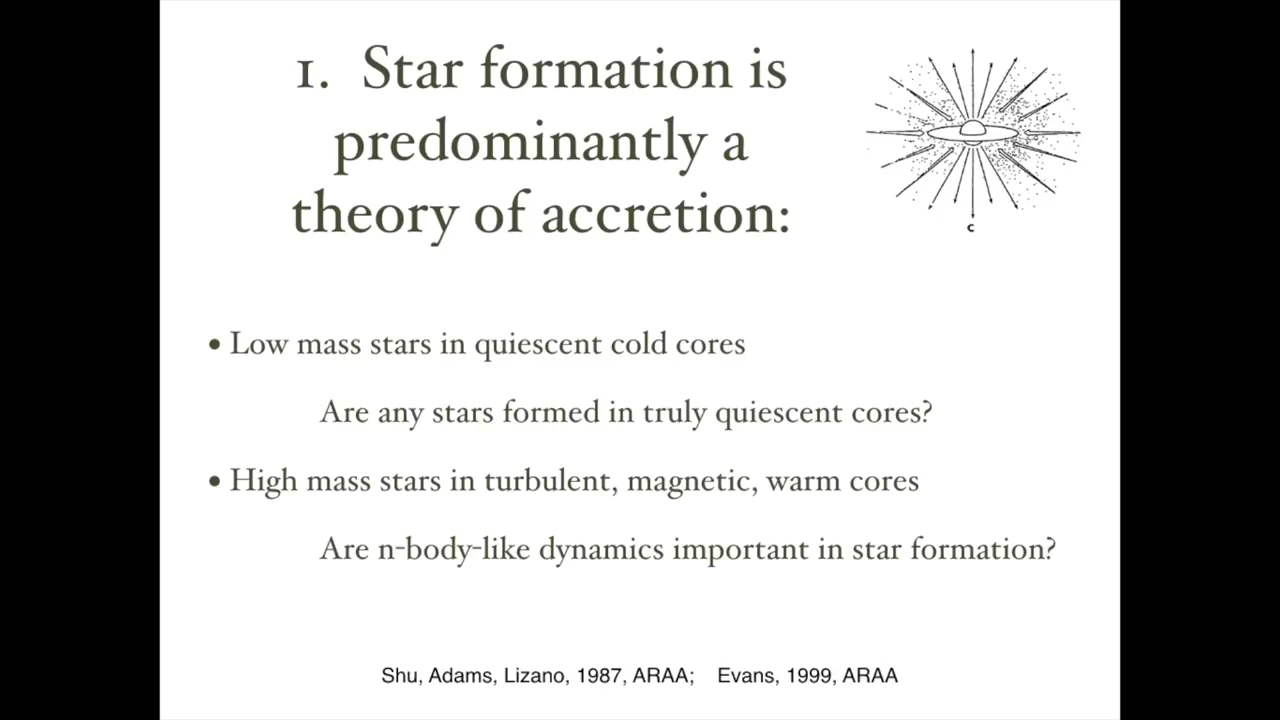 1. Star formation is
predominantly a
theory of accretion:
c
• Low mass stars in quiescent cold cores
Are any stars formed in truly quiescent cores?
• High mass stars in turbulent, magnetic, warm cores
Are n-body-like dynamics important in star formation?
Shu, Adams, Lizano, 1987, ARAA; Evans, 1999, ARAA